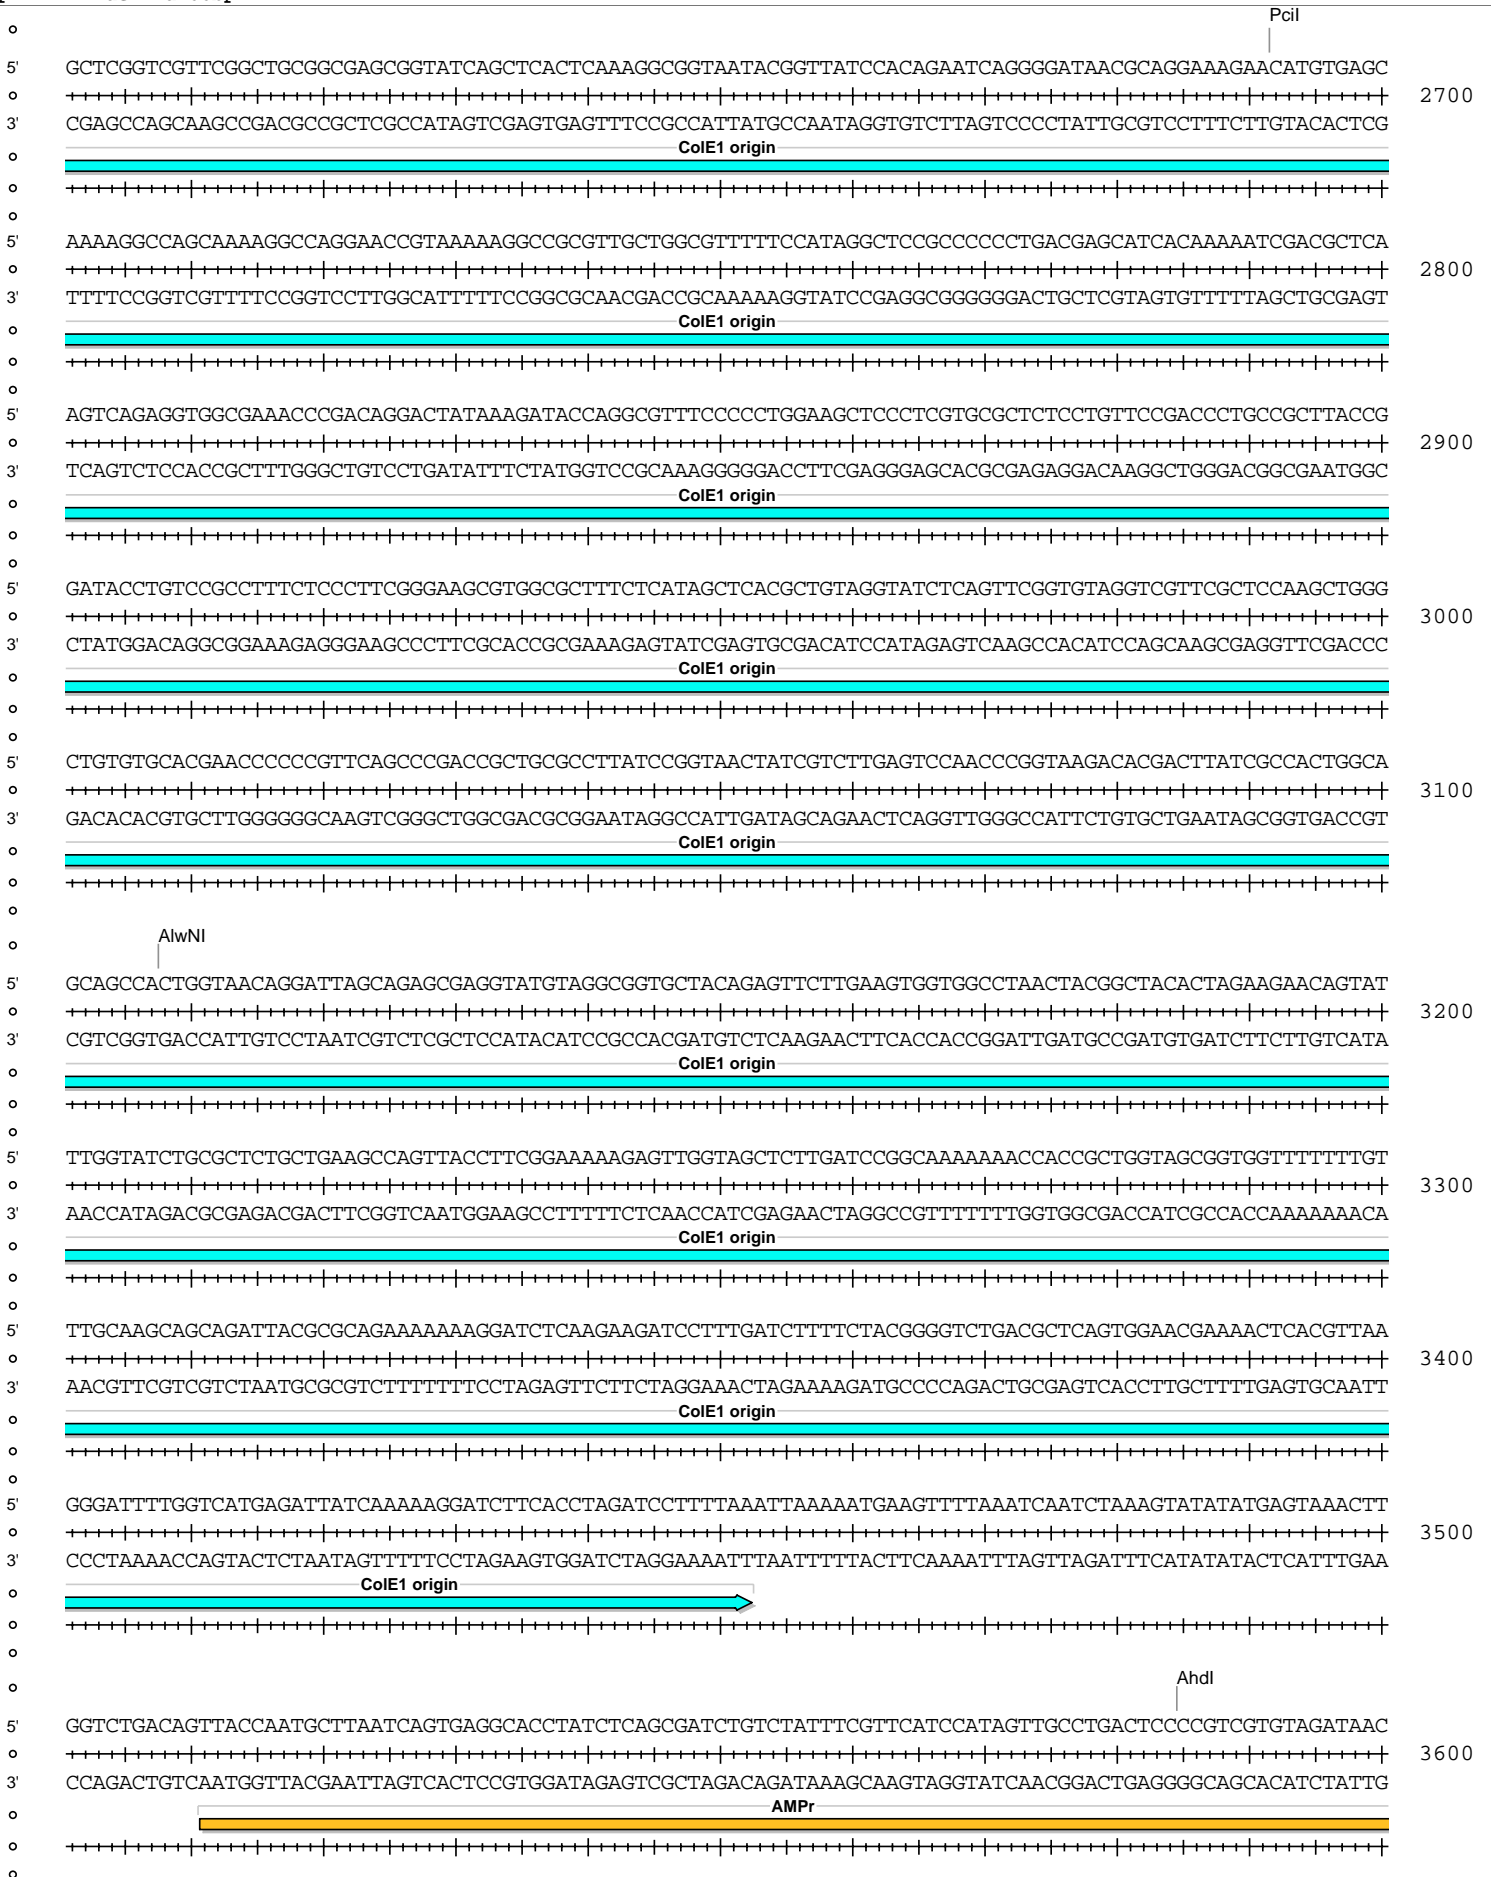 PciI
5' GCTCGGTCGTTCGGCTGCGGCGAGCGGTATCAGCTCACTCAAAGGCGGTAATACGGTTATCCACAGAATCAGGGGATAACGCAGGAAAGAACATGTGAGC
2700
3' CGAGCCAGCAAGCCGACGCCGCTCGCCATAGTCGAGTGAGTTTCCGCCATTATGCCAATAGGTGTCTTAGTCCCCTATTGCGTCCTTTCTTGTACACTCG
ColE1 origin
5' AAAAGGCCAGCAAAAGGCCAGGAACCGTAAAAAGGCCGCGTTGCTGGCGTTTTTCCATAGGCTCCGCCCCCCTGACGAGCATCACAAAAATCGACGCTCA
2800
3' TTTTCCGGTCGTTTTCCGGTCCTTGGCATTTTTCCGGCGCAACGACCGCAAAAAGGTATCCGAGGCGGGGGGACTGCTCGTAGTGTTTTTAGCTGCGAGT
ColE1 origin
5' AGTCAGAGGTGGCGAAACCCGACAGGACTATAAAGATACCAGGCGTTTCCCCCTGGAAGCTCCCTCGTGCGCTCTCCTGTTCCGACCCTGCCGCTTACCG
2900
3' TCAGTCTCCACCGCTTTGGGCTGTCCTGATATTTCTATGGTCCGCAAAGGGGGACCTTCGAGGGAGCACGCGAGAGGACAAGGCTGGGACGGCGAATGGC
ColE1 origin
5' GATACCTGTCCGCCTTTCTCCCTTCGGGAAGCGTGGCGCTTTCTCATAGCTCACGCTGTAGGTATCTCAGTTCGGTGTAGGTCGTTCGCTCCAAGCTGGG
3000
3' CTATGGACAGGCGGAAAGAGGGAAGCCCTTCGCACCGCGAAAGAGTATCGAGTGCGACATCCATAGAGTCAAGCCACATCCAGCAAGCGAGGTTCGACCC
ColE1 origin
5' CTGTGTGCACGAACCCCCCGTTCAGCCCGACCGCTGCGCCTTATCCGGTAACTATCGTCTTGAGTCCAACCCGGTAAGACACGACTTATCGCCACTGGCA
3100
3' GACACACGTGCTTGGGGGGCAAGTCGGGCTGGCGACGCGGAATAGGCCATTGATAGCAGAACTCAGGTTGGGCCATTCTGTGCTGAATAGCGGTGACCGT
ColE1 origin
AlwNI
5' GCAGCCACTGGTAACAGGATTAGCAGAGCGAGGTATGTAGGCGGTGCTACAGAGTTCTTGAAGTGGTGGCCTAACTACGGCTACACTAGAAGAACAGTAT
3200
3' CGTCGGTGACCATTGTCCTAATCGTCTCGCTCCATACATCCGCCACGATGTCTCAAGAACTTCACCACCGGATTGATGCCGATGTGATCTTCTTGTCATA
ColE1 origin
5' TTGGTATCTGCGCTCTGCTGAAGCCAGTTACCTTCGGAAAAAGAGTTGGTAGCTCTTGATCCGGCAAAAAAACCACCGCTGGTAGCGGTGGTTTTTTTGT
3300
3' AACCATAGACGCGAGACGACTTCGGTCAATGGAAGCCTTTTTCTCAACCATCGAGAACTAGGCCGTTTTTTTGGTGGCGACCATCGCCACCAAAAAAACA
ColE1 origin
5' TTGCAAGCAGCAGATTACGCGCAGAAAAAAAGGATCTCAAGAAGATCCTTTGATCTTTTCTACGGGGTCTGACGCTCAGTGGAACGAAAACTCACGTTAA
3400
3' AACGTTCGTCGTCTAATGCGCGTCTTTTTTTCCTAGAGTTCTTCTAGGAAACTAGAAAAGATGCCCCAGACTGCGAGTCACCTTGCTTTTGAGTGCAATT
ColE1 origin
5' GGGATTTTGGTCATGAGATTATCAAAAAGGATCTTCACCTAGATCCTTTTAAATTAAAAATGAAGTTTTAAATCAATCTAAAGTATATATGAGTAAACTT
3500
3' CCCTAAAACCAGTACTCTAATAGTTTTTCCTAGAAGTGGATCTAGGAAAATTTAATTTTTACTTCAAAATTTAGTTAGATTTCATATATACTCATTTGAA
ColE1 origin
AhdI
5' GGTCTGACAGTTACCAATGCTTAATCAGTGAGGCACCTATCTCAGCGATCTGTCTATTTCGTTCATCCATAGTTGCCTGACTCCCCGTCGTGTAGATAAC
3600
3' CCAGACTGTCAATGGTTACGAATTAGTCACTCCGTGGATAGAGTCGCTAGACAGATAAAGCAAGTAGGTATCAACGGACTGAGGGGCAGCACATCTATTG
AMPr